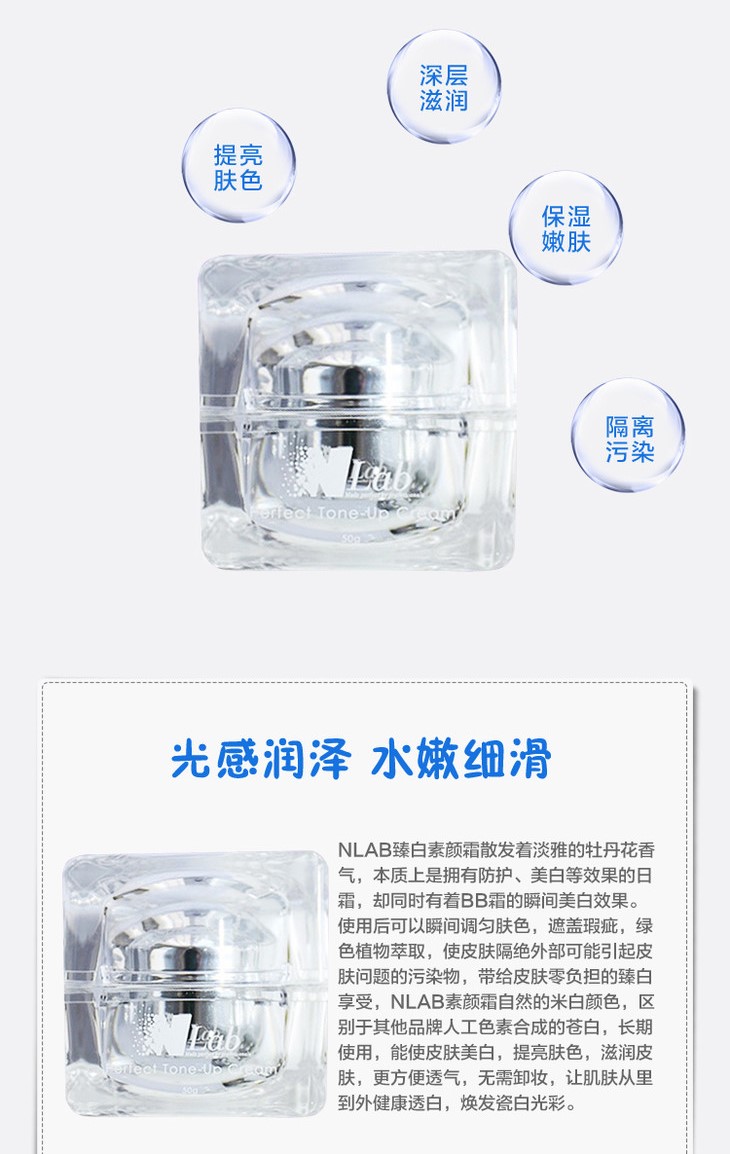 深层
滋润
提亮
肤色
保湿
嫩肤
隔离
污染
N Lab
Perfect Tone-Up Cream
50g
光感润泽 水嫩细滑
NLAB臻白素颜霜散发着淡雅的牡丹花香
气，本质上是拥有防护、美白等效果的日
霜，却同时有着BB霜的瞬间美白效果。
使用后可以瞬间调匀肤色，遮盖瑕疵，绿
色植物萃取，使皮肤隔绝外部可能引起皮
肤问题的污染物，带给皮肤零负担的臻白
享受，NLAB素颜霜自然的米白颜色，区
别于其他品牌人工色素合成的苍白，长期
使用，能使皮肤美白，提亮肤色，滋润皮
肤，更方便透气，无需卸妆，让肌肤从里
到外健康透白，焕发瓷白光彩。
N Lab
Perfect Tone-Up Cream
50g